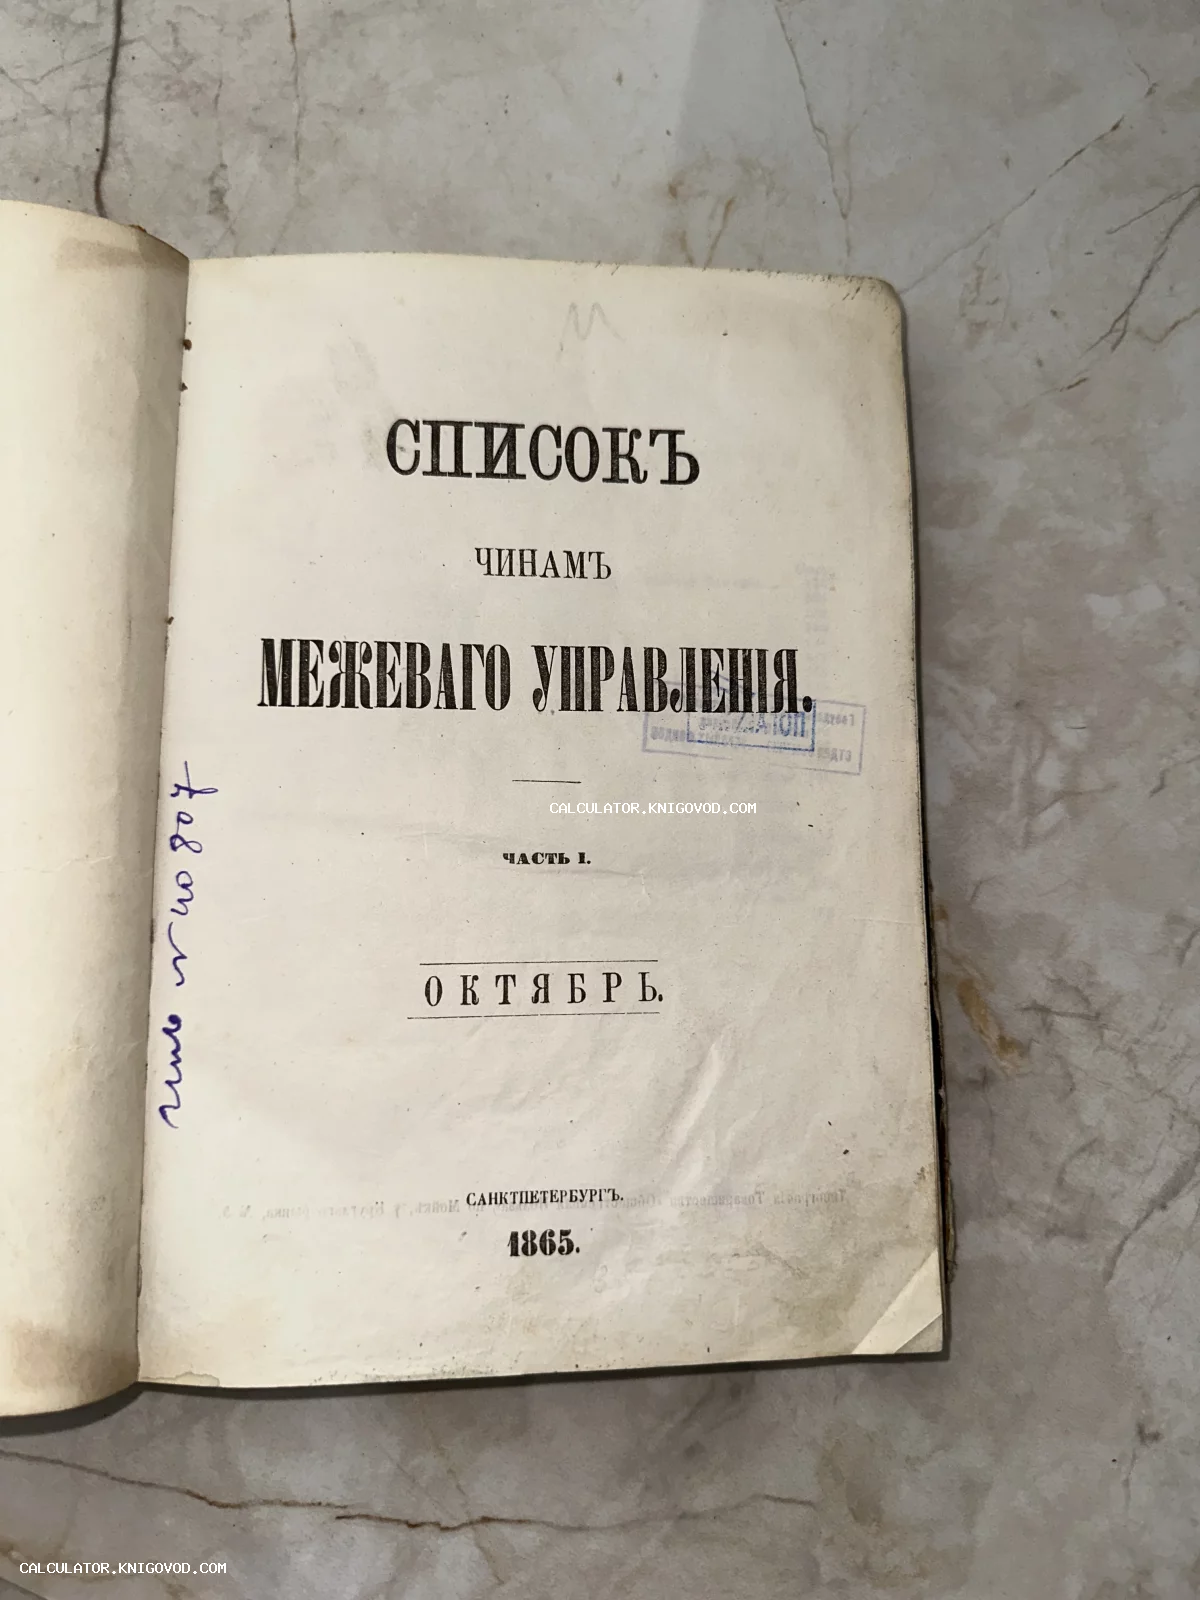 СПИСОКЪ
ЧИНАМЪ
МЕЖЕВАГО УПРАВЛЕНІЯ.
CALCULATOR.KNIGOVOD.COM
ЧАСТЬ I.
ОКТЯБРЬ.
САНКТПЕТЕРБУРГЪ.
1865.
CALCULATOR.KNIGOVOD.COM